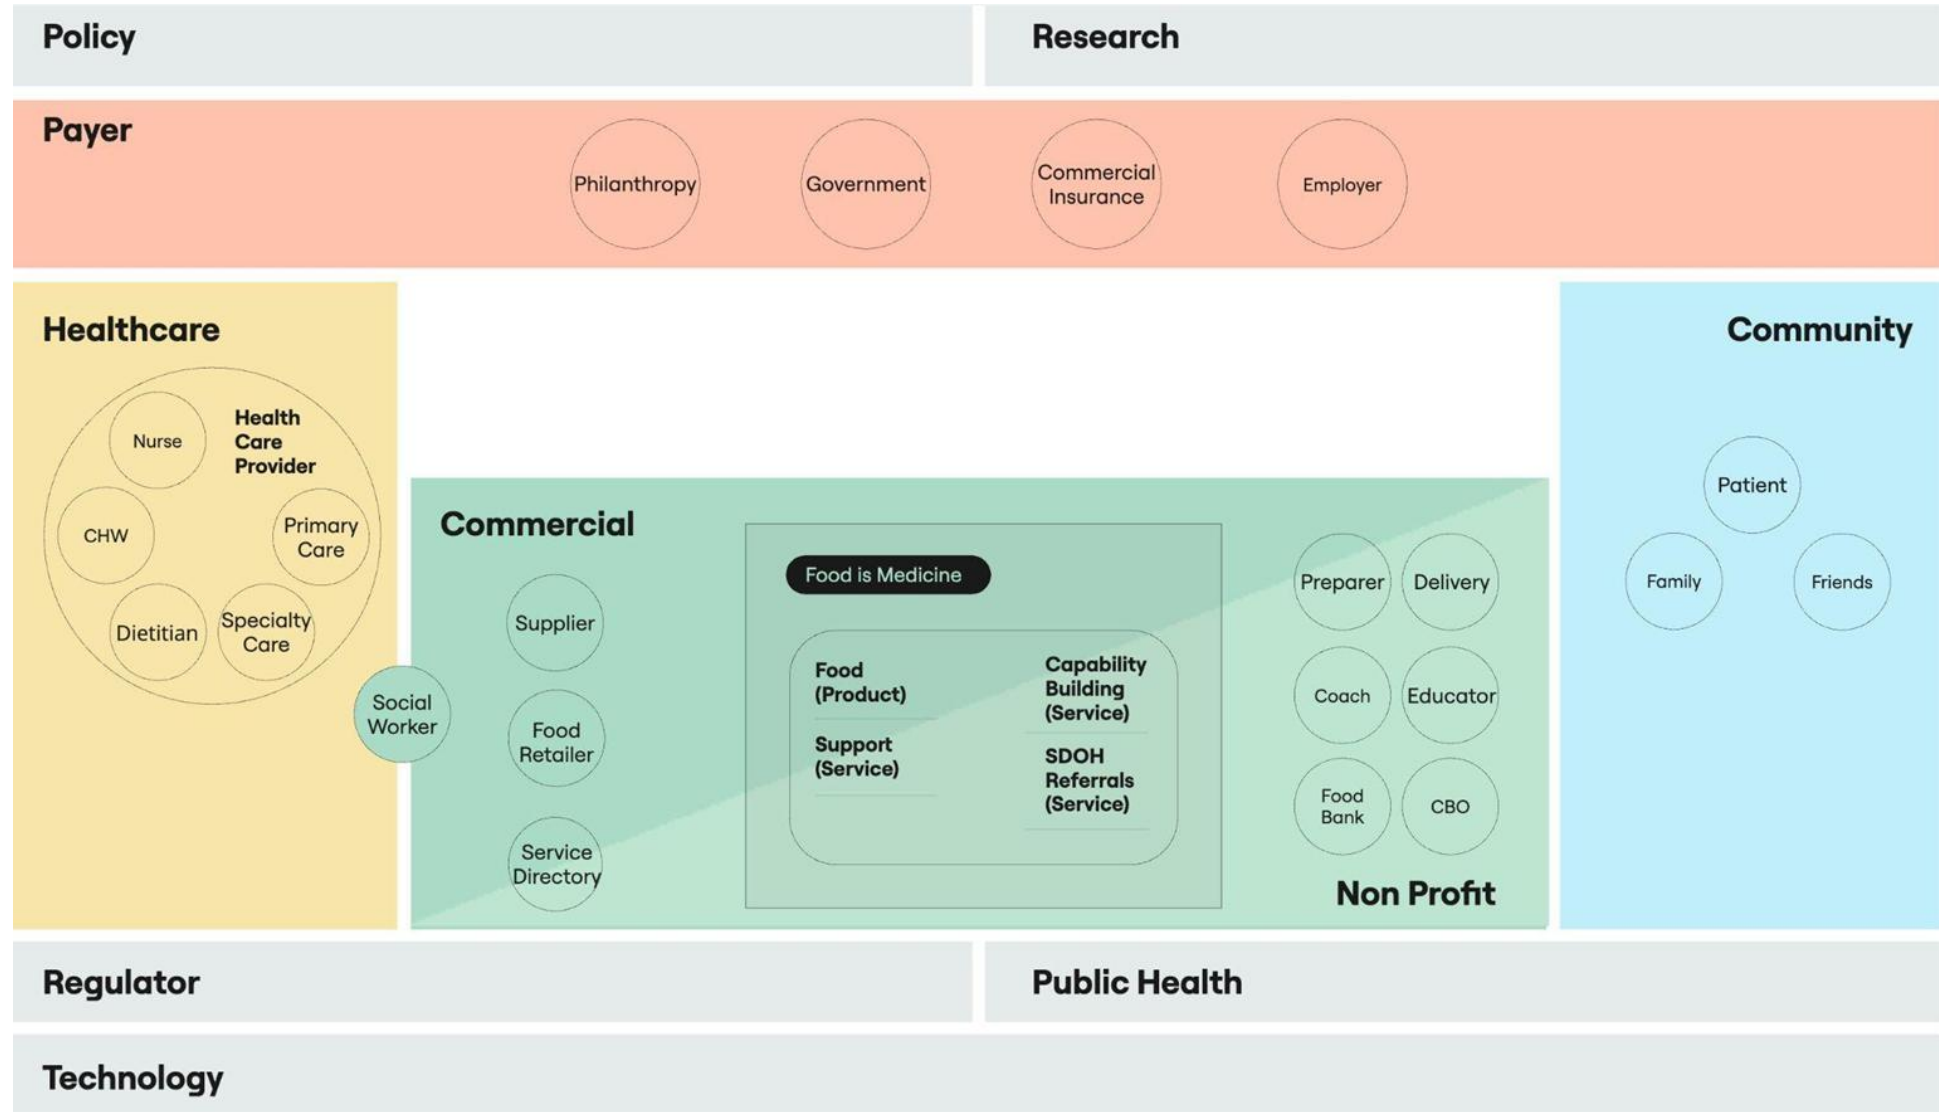 Policy
Research
Payer
Philanthropy
Government
Commercial
Insurance
Employer
Healthcare
Health
Care
Provider
Nurse
CHW
Primary
Care
Dietitian
Specialty
Care
Social
Worker
Commercial
Supplier
Food
Retailer
Service
Directory
Food is Medicine
Food
(Product)
Support
(Service)
Capability
Building
(Service)
SDOH
Referrals
(Service)
Preparer
Delivery
Coach
Educator
Food
Bank
CBO
Non Profit
Community
Patient
Family
Friends
Regulator
Public Health
Technology